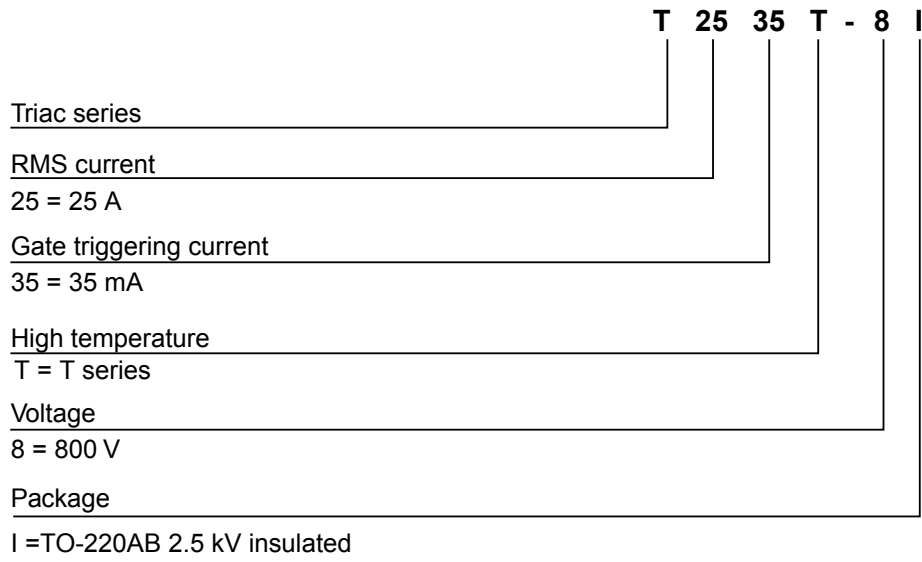 T 25 35 T - 8 I
Triac series
RMS current
25 = 25 A
Gate triggering current
35 = 35 mA
High temperature
T = T series
Voltage
8 = 800 V
Package
I =TO-220AB 2.5 kV insulated